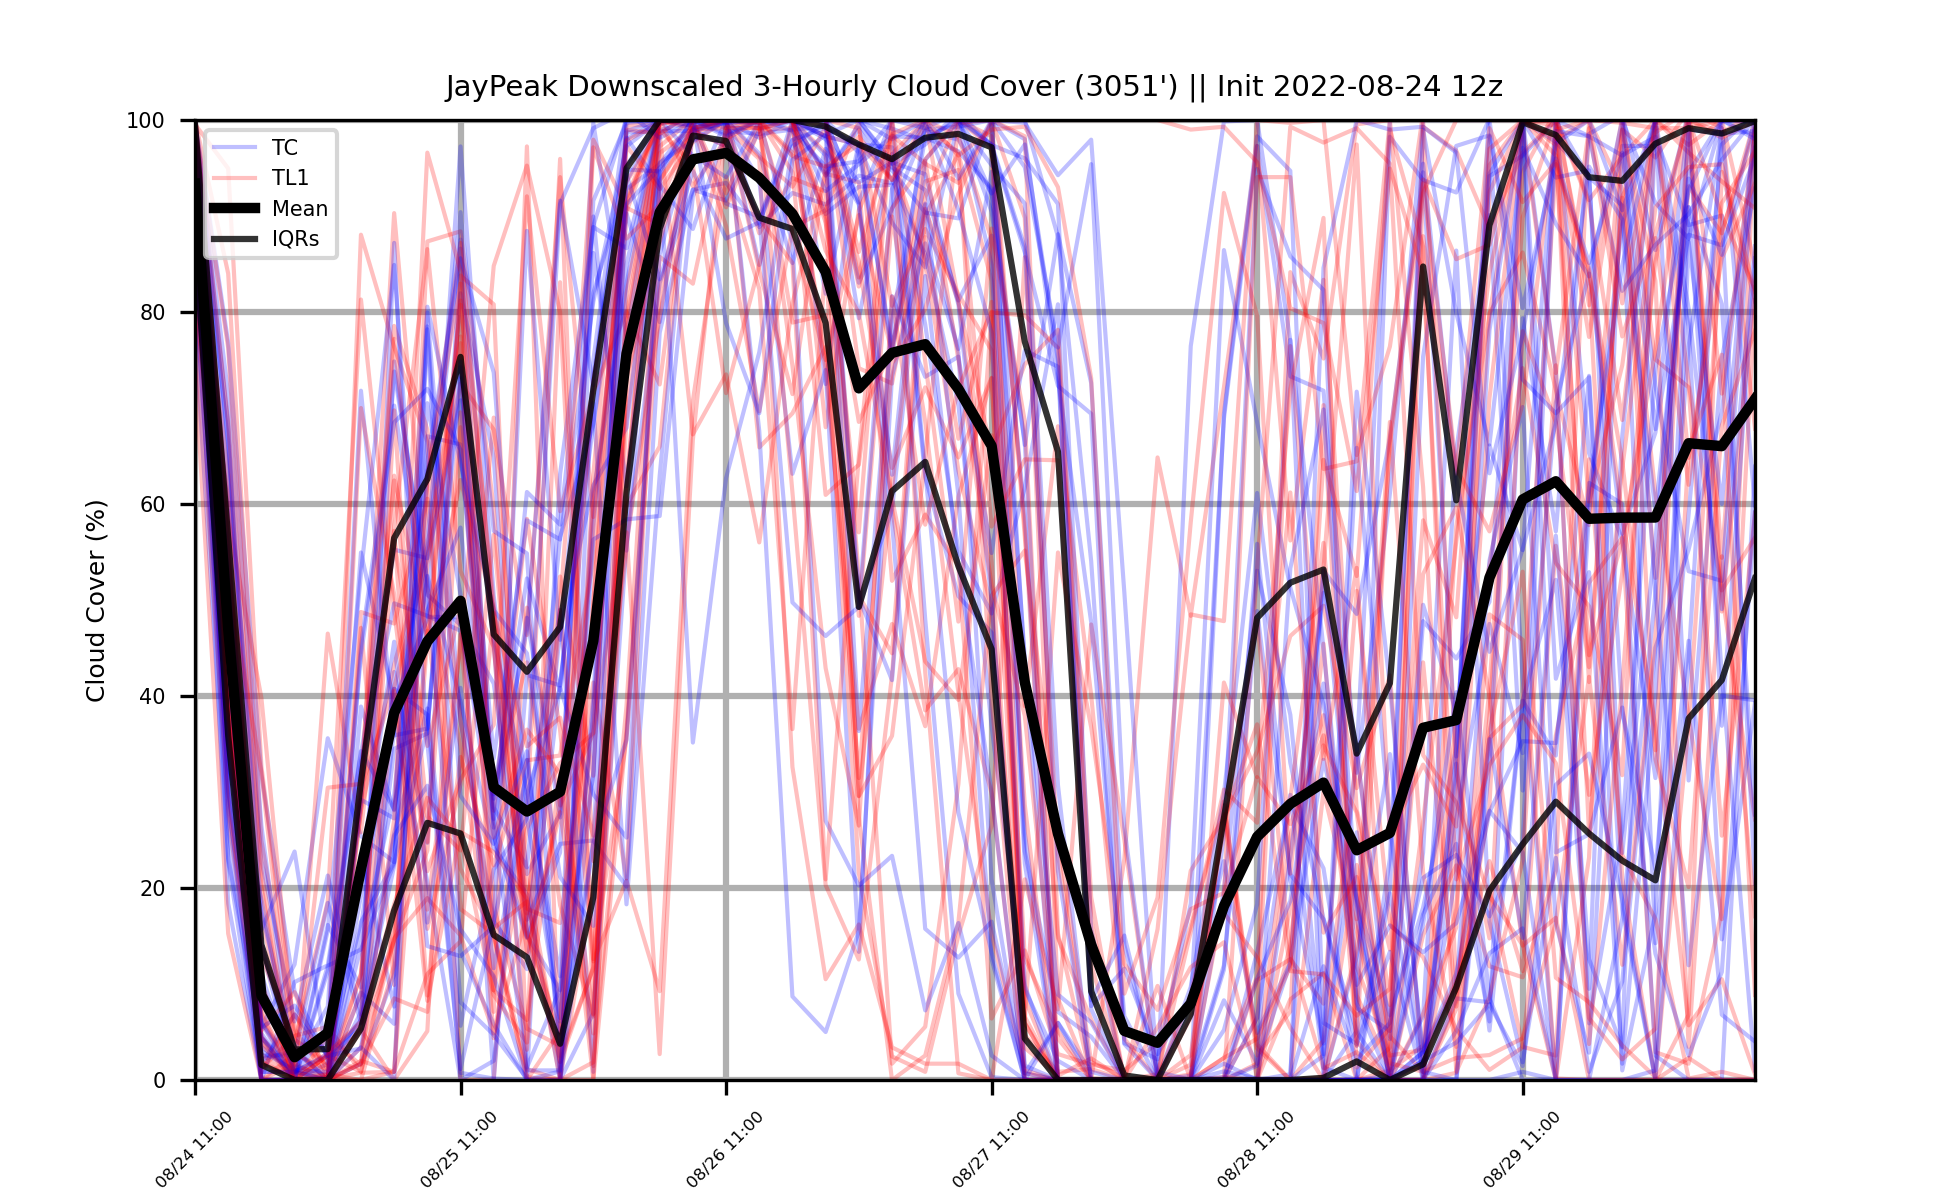 JayPeak Downscaled 3-Hourly Cloud Cover (3051') || Init 2022-08-24 12z
Cloud Cover (%)
100
80
60
40
20
0
TC
TL1
Mean
IQRs
08/24 11:00
08/25 11:00
08/26 11:00
08/27 11:00
08/28 11:00
08/29 11:00